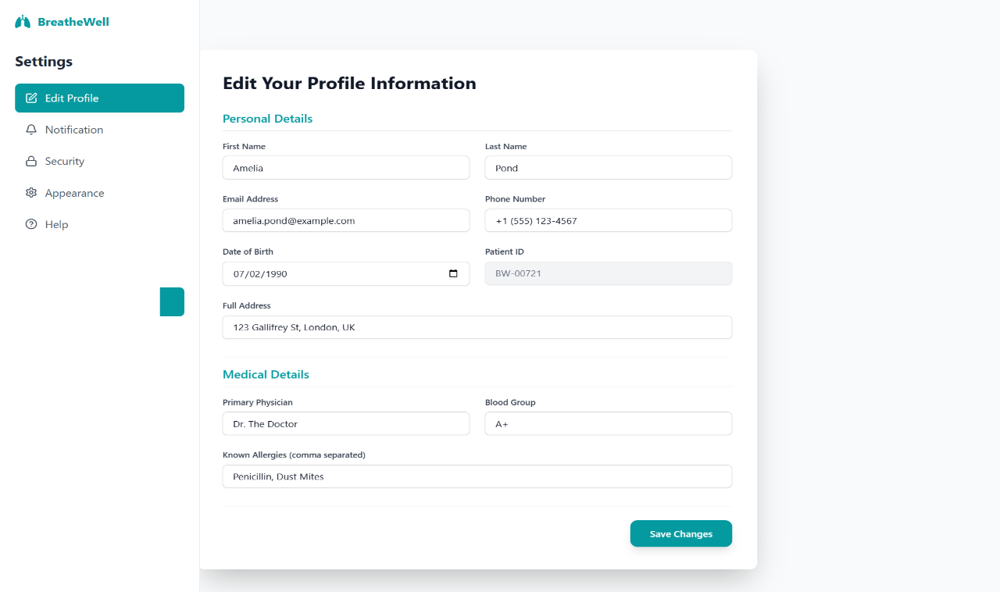 BreatheWell
Settings
Edit Profile
Notification
Security
Appearance
Help
Edit Your Profile Information
Personal Details
First Name
Last Name
Amelia
Pond
Email Address
Phone Number
amelia.pond@example.com
+1 (555) 123-4567
Date of Birth
Patient ID
07/02/1990
BW-00721
Full Address
123 Gallifrey St, London, UK
Medical Details
Primary Physician
Blood Group
Dr. The Doctor
A+
Known Allergies (comma separated)
Penicillin, Dust Mites
Save Changes